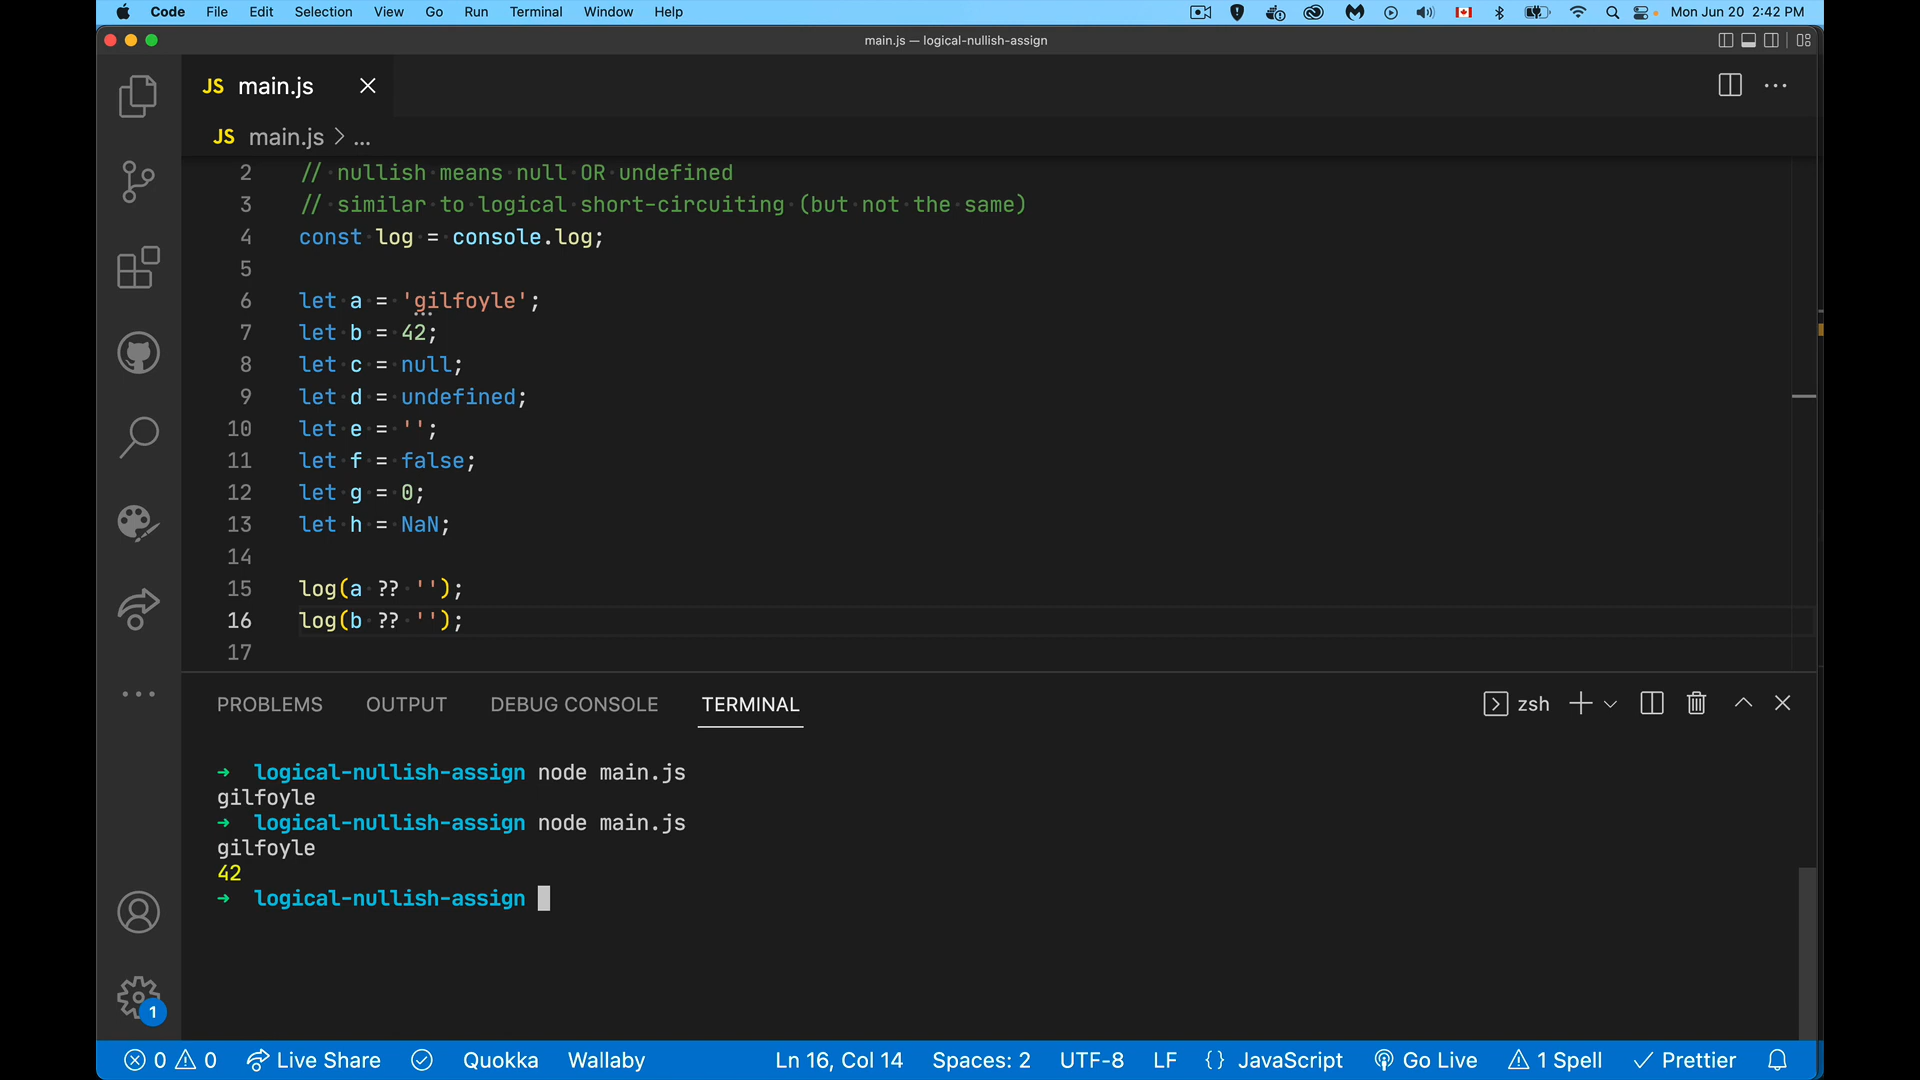 Code File Edit Selection View Go Run Terminal Window Help Mon Jun 20 2:42 PM
main.js — logical-nullish-assign
JS main.js
JS main.js > ...
2 // nullish means null OR undefined
3 // similar to logical short-circuiting (but not the same)
4 const log = console.log;
5
6 let a = 'gilfoyle';
7 let b = 42;
8 let c = null;
9 let d = undefined;
10 let e = '';
11 let f = false;
12 let g = 0;
13 let h = NaN;
14
15 log(a ?? '');
16 log(b ?? '');
17
PROBLEMS OUTPUT DEBUG CONSOLE TERMINAL zsh
➜ logical-nullish-assign node main.js
gilfoyle
➜ logical-nullish-assign node main.js
gilfoyle
42
➜ logical-nullish-assign
1
0 0 Live Share Quokka Wallaby Ln 16, Col 14 Spaces: 2 UTF-8 LF {} JavaScript Go Live 1 Spell Prettier